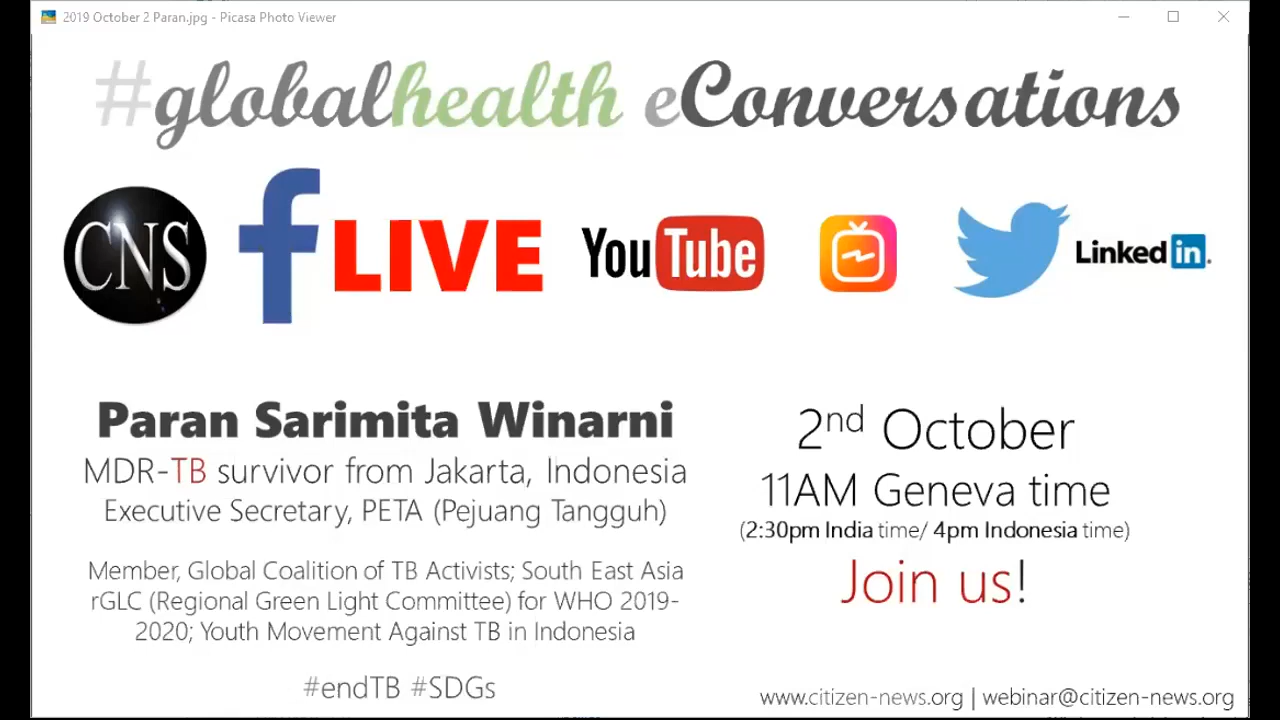 2019 October 2 Paran.jpg - Picasa Photo Viewer
#globalhealth eConversations
CNS f LIVE YouTube Linked in
Paran Sarimita Winarni
MDR-TB survivor from Jakarta, Indonesia
Executive Secretary, PETA (Pejuang Tangguh)
Member, Global Coalition of TB Activists; South East Asia
rGLC (Regional Green Light Committee) for WHO 2019-
2020; Youth Movement Against TB in Indonesia
#endTB #SDGs
2nd October
11AM Geneva time
(2:30pm India time/ 4pm Indonesia time)
Join us!
www.citizen-news.org | webinar@citizen-news.org